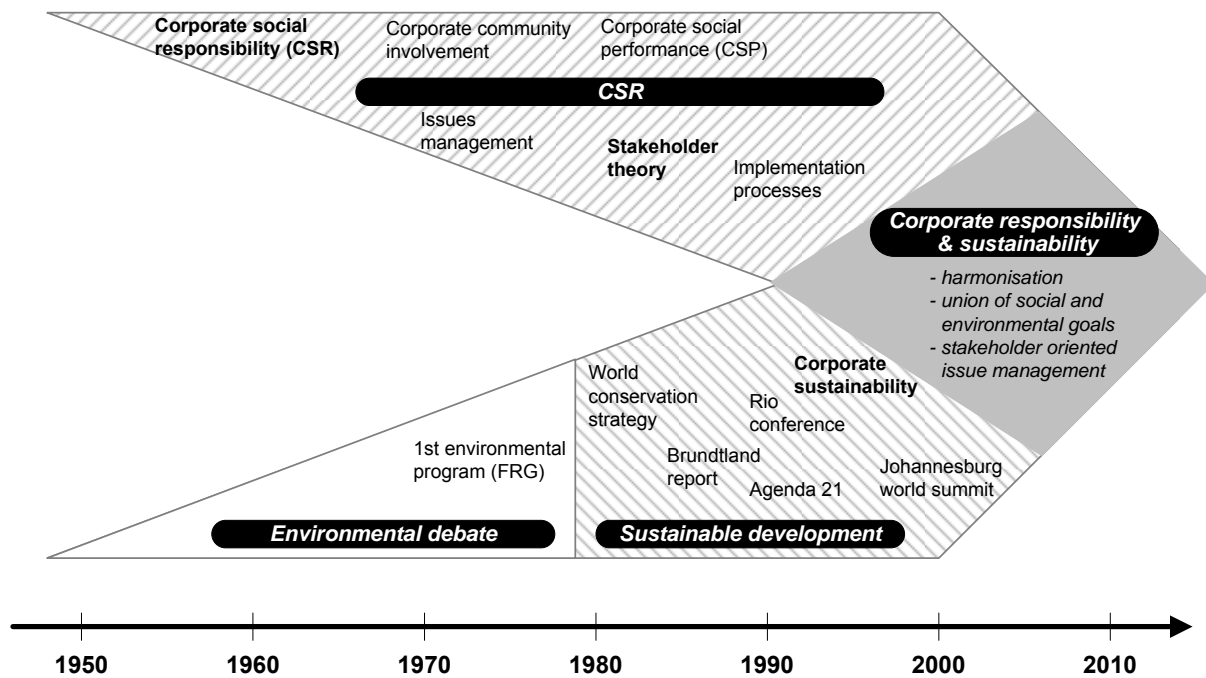 Corporate social
responsibility (CSR)
Corporate community
involvement
Corporate social
performance (CSP)
CSR
Issues
management
Stakeholder
theory
Implementation
processes
Corporate responsibility
& sustainability
- harmonisation
- union of social and
environmental goals
- stakeholder oriented
issue management
World
conservation
strategy
Corporate
sustainability
Rio
conference
1st environmental
program (FRG)
Brundtland
report
Agenda 21
Johannesburg
world summit
Environmental debate
Sustainable development
1950
1960
1970
1980
1990
2000
2010